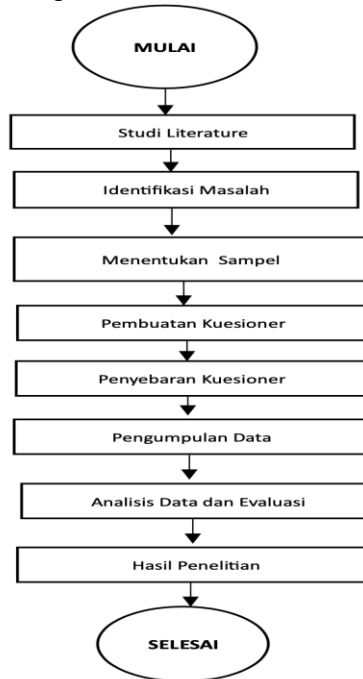 MULAI
Studi Literature
Identifikasi Masalah
Menentukan Sampel
Pembuatan Kuesioner
Penyebaran Kuesioner
Pengumpulan Data
Analisis Data dan Evaluasi
Hasil Penelitian
SELESAI